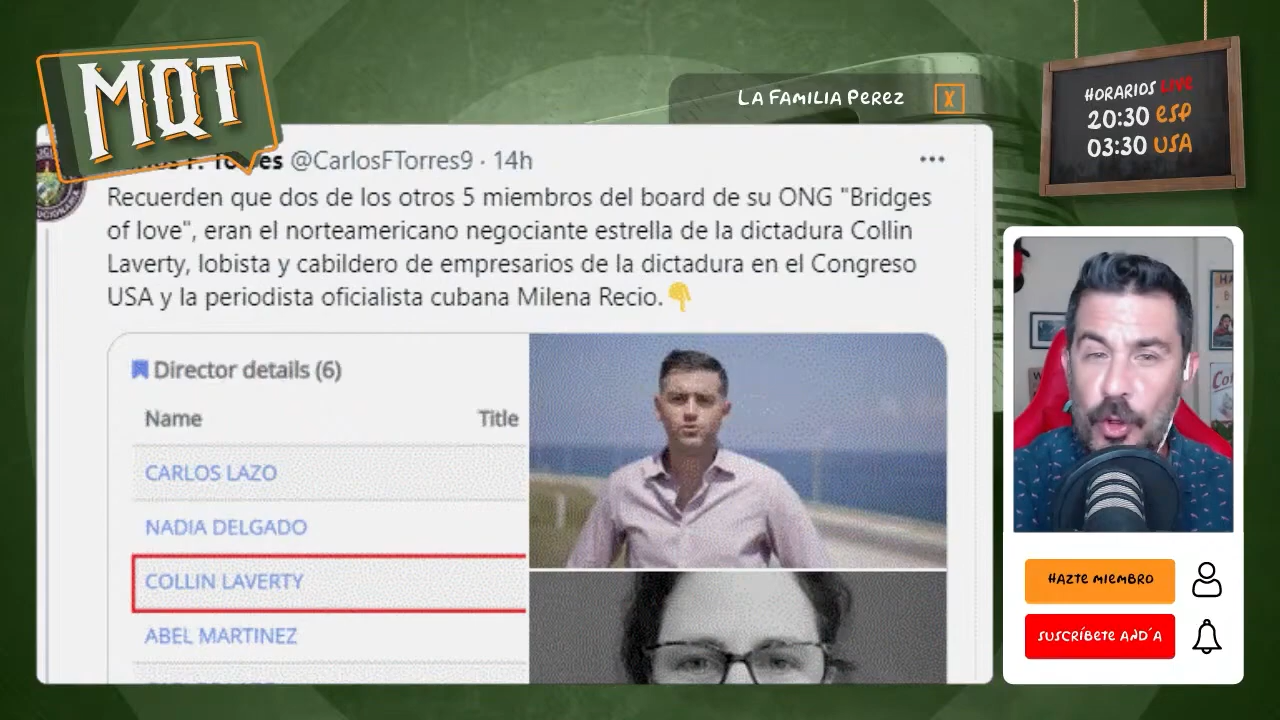 MQT
LA FAMILIA PEREZ
X
HORARIOS LIVE
20:30 ESP
03:30 USA
@CarlosFTorres9 · 14h
Recuerden que dos de los otros 5 miembros del board de su ONG "Bridges
of love", eran el norteamericano negociante estrella de la dictadura Collin
Laverty, lobista y cabildero de empresarios de la dictadura en el Congreso
USA y la periodista oficialista cubana Milena Recio.👇
Director details (6)
Name Title
CARLOS LAZO
NADIA DELGADO
COLLIN LAVERTY
ABEL MARTINEZ
HAZTE MIEMBRO
SUSCRÍBETE AND´A